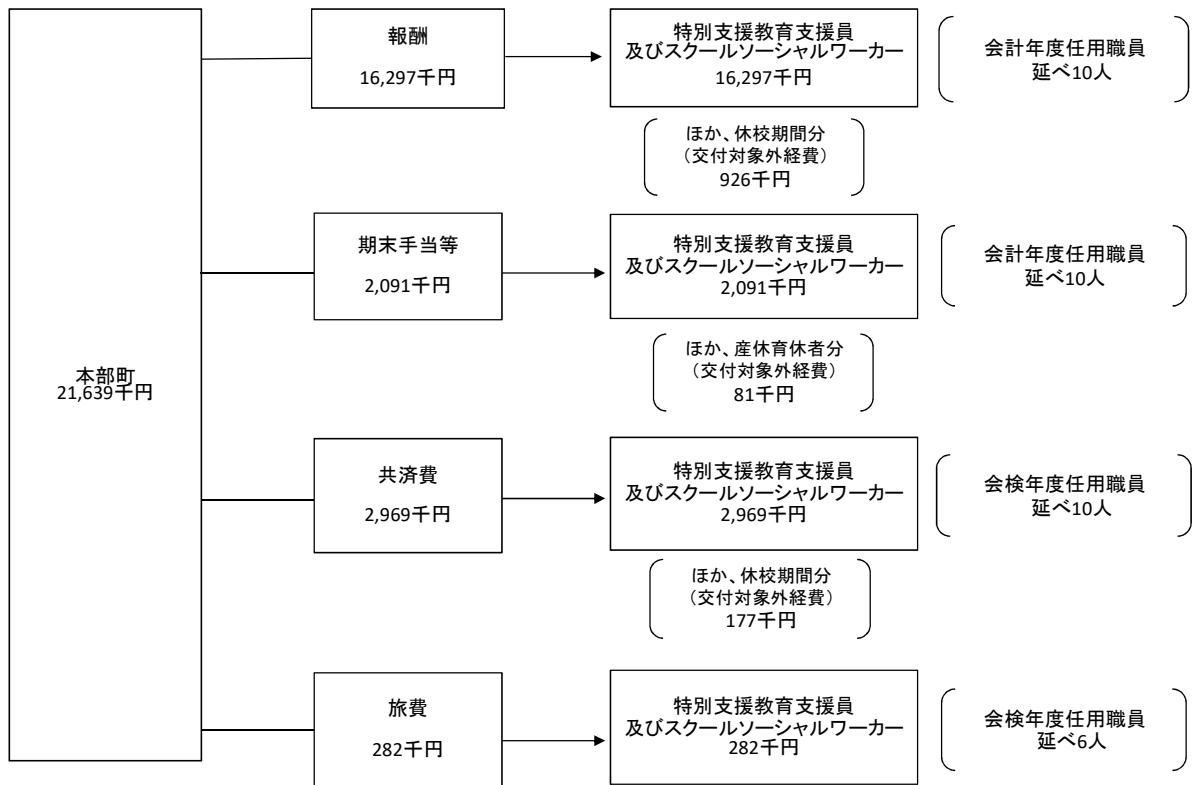 本部町
21,639千円
報酬
16,297千円
特別支援教育支援員
及びスクールソーシャルワーカー
16,297千円
会計年度任用職員
延べ10人
ほか、休校期間分
（交付対象外経費）
926千円
期末手当等
2,091千円
特別支援教育支援員
及びスクールソーシャルワーカー
2,091千円
会計年度任用職員
延べ10人
ほか、産休育休者分
（交付対象外経費）
81千円
共済費
2,969千円
特別支援教育支援員
及びスクールソーシャルワーカー
2,969千円
会検年度任用職員
延べ10人
ほか、休校期間分
（交付対象外経費）
177千円
旅費
282千円
特別支援教育支援員
及びスクールソーシャルワーカー
282千円
会検年度任用職員
延べ6人